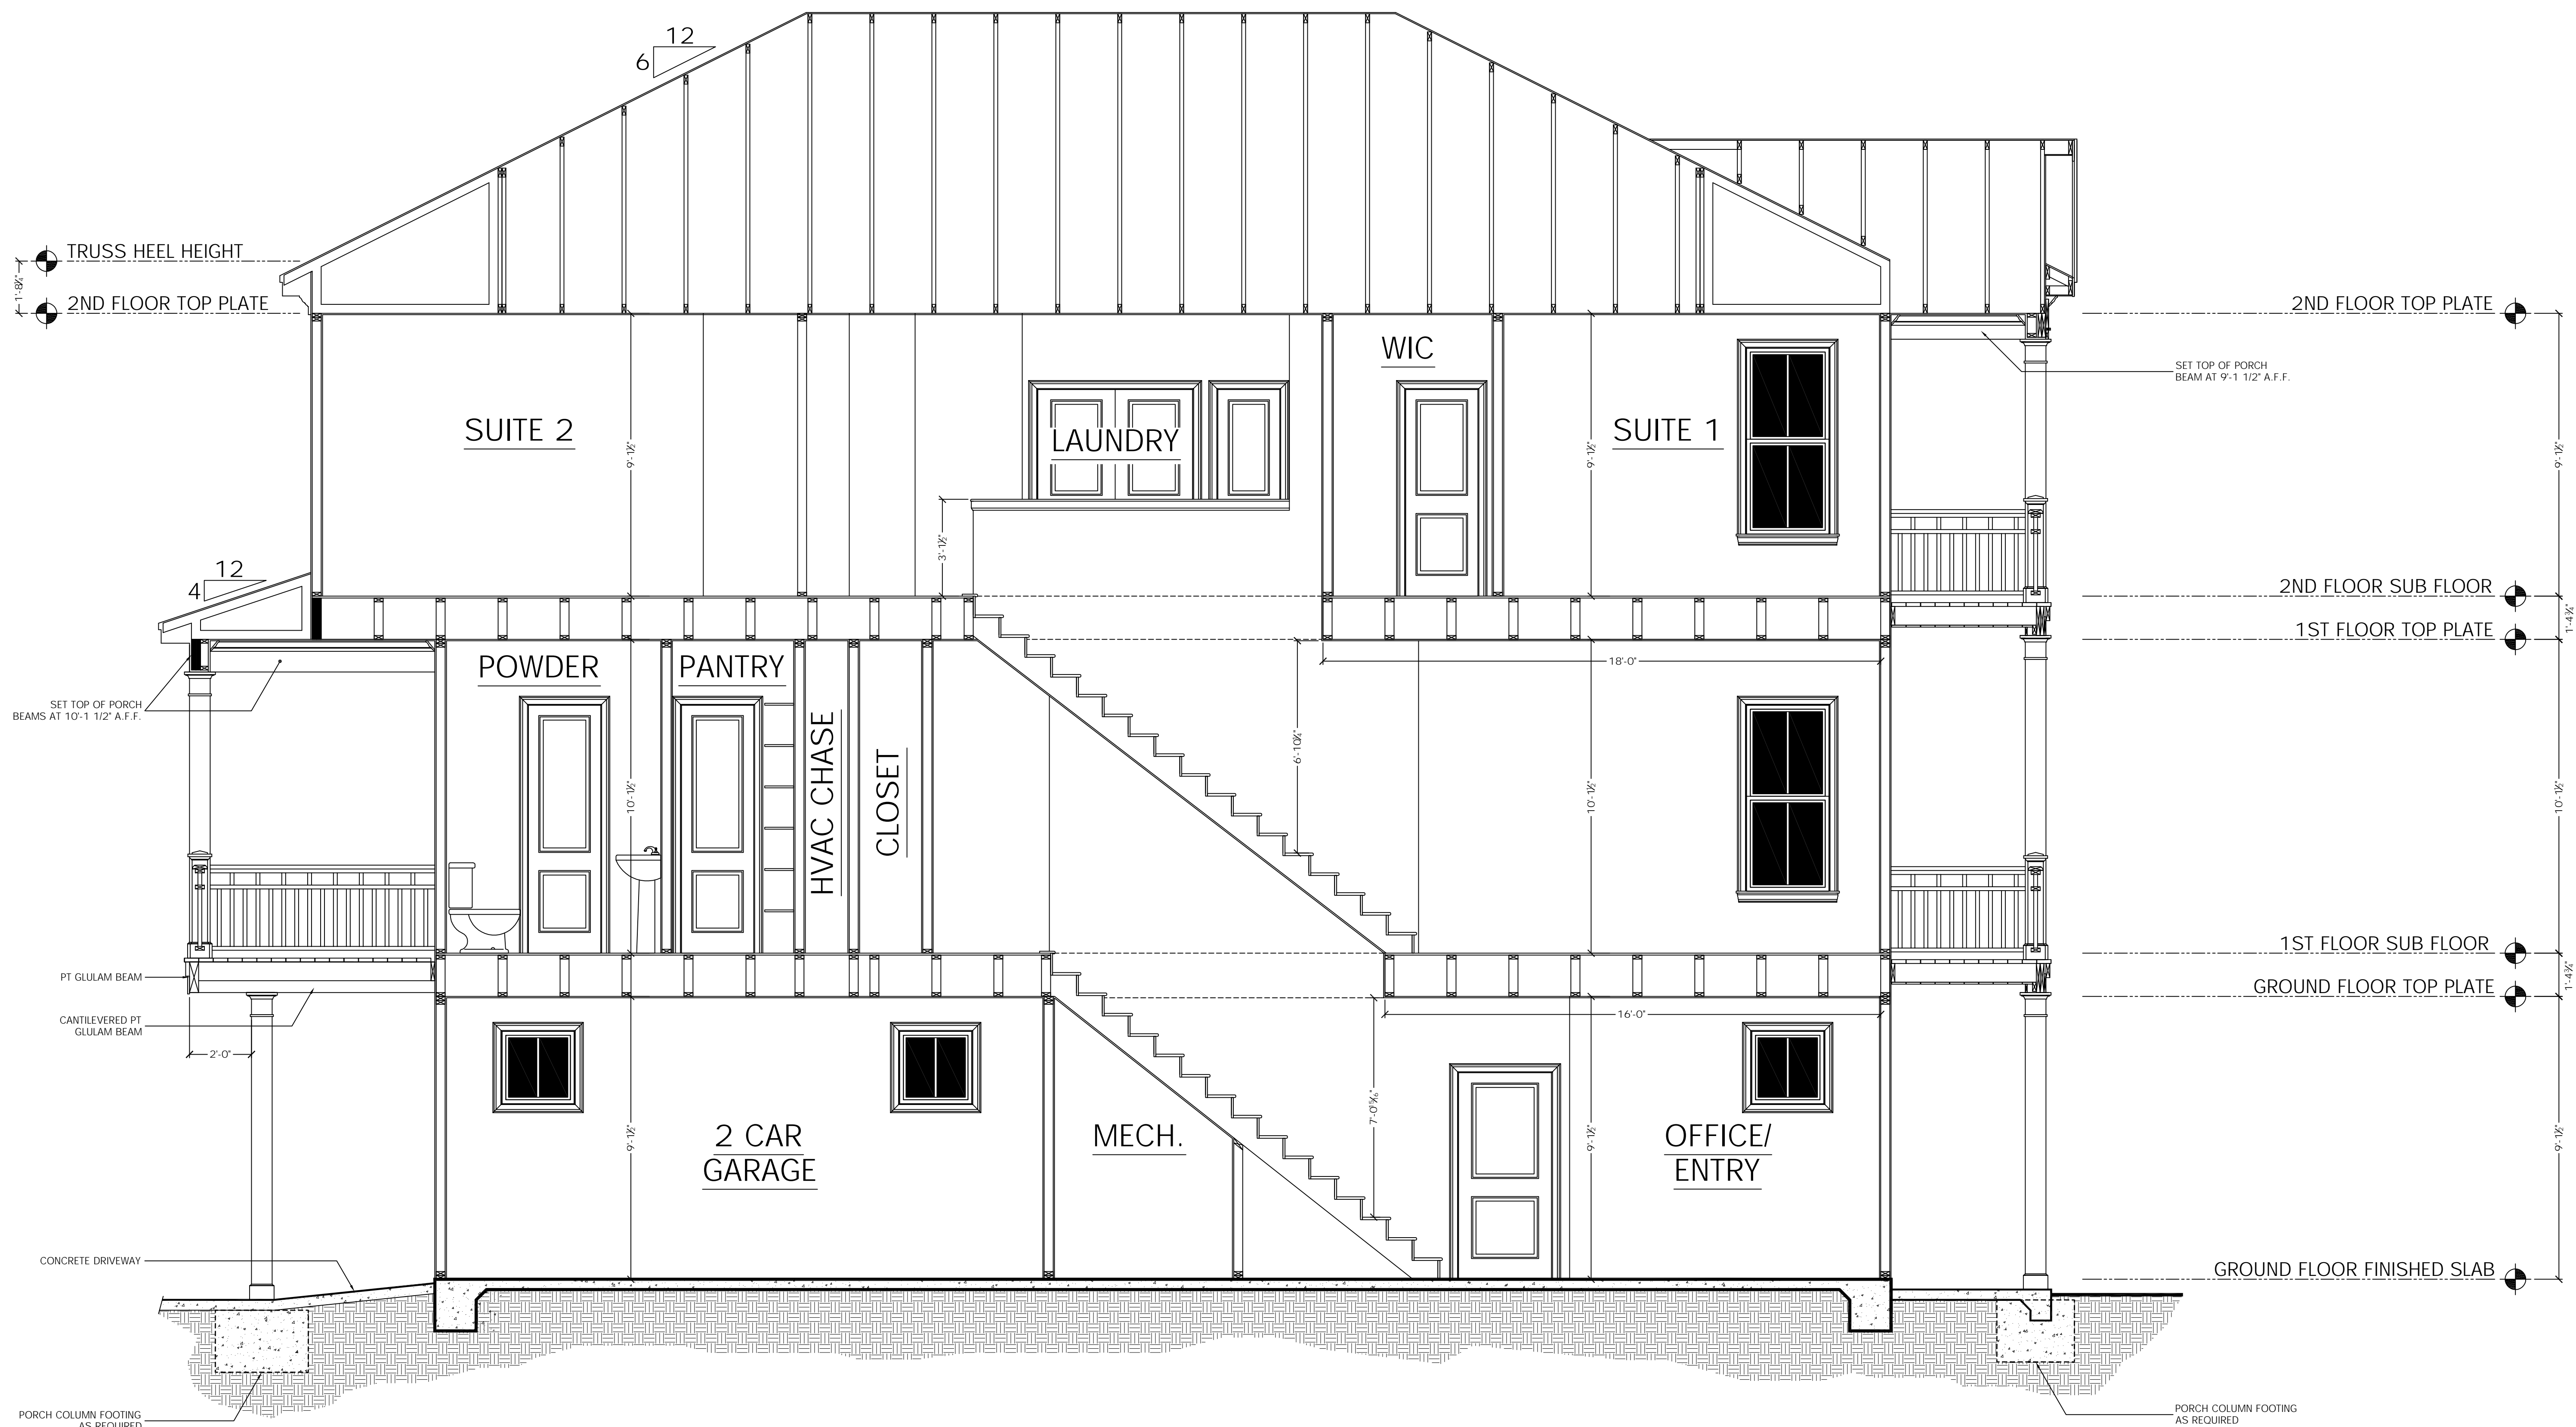 12
6
TRUSS HEEL HEIGHT
1'-8¼"
2ND FLOOR TOP PLATE
2ND FLOOR TOP PLATE
SET TOP OF PORCH
BEAM AT 9'-1 1/2" A.F.F.
WIC
SUITE 2
LAUNDRY
SUITE 1
9'-1½"
9'-1½"
9'-1½"
3'-1½"
12
4
2ND FLOOR SUB FLOOR
1'-4¾"
1ST FLOOR TOP PLATE
18'-0"
POWDER
PANTRY
HVAC CHASE
CLOSET
SET TOP OF PORCH
BEAMS AT 10'-1 1/2" A.F.F.
6'-10¼"
10'-1½"
10'-1½"
10'-1½"
1ST FLOOR SUB FLOOR
1'-4¾"
PT GLULAM BEAM
GROUND FLOOR TOP PLATE
CANTILEVERED PT
GLULAM BEAM
16'-0"
2'-0"
7'-0⁵⁄₁₆"
9'-1½"
9'-1½"
9'-1½"
2 CAR
GARAGE
MECH.
OFFICE/
ENTRY
CONCRETE DRIVEWAY
GROUND FLOOR FINISHED SLAB
PORCH COLUMN FOOTING
AS REQUIRED
PORCH COLUMN FOOTING
AS REQUIRED